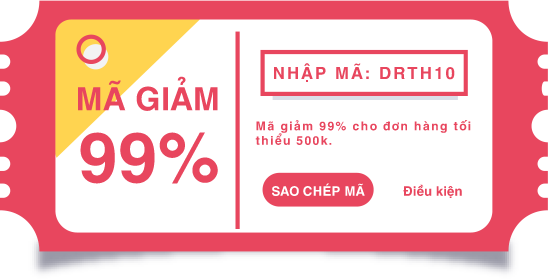 MÃ GIẢM
99%
NHẬP MÃ: DRTH10
Mã giảm 99% cho đơn hàng tối
thiểu 500k.
SAO CHÉP MÃ
Điều kiện